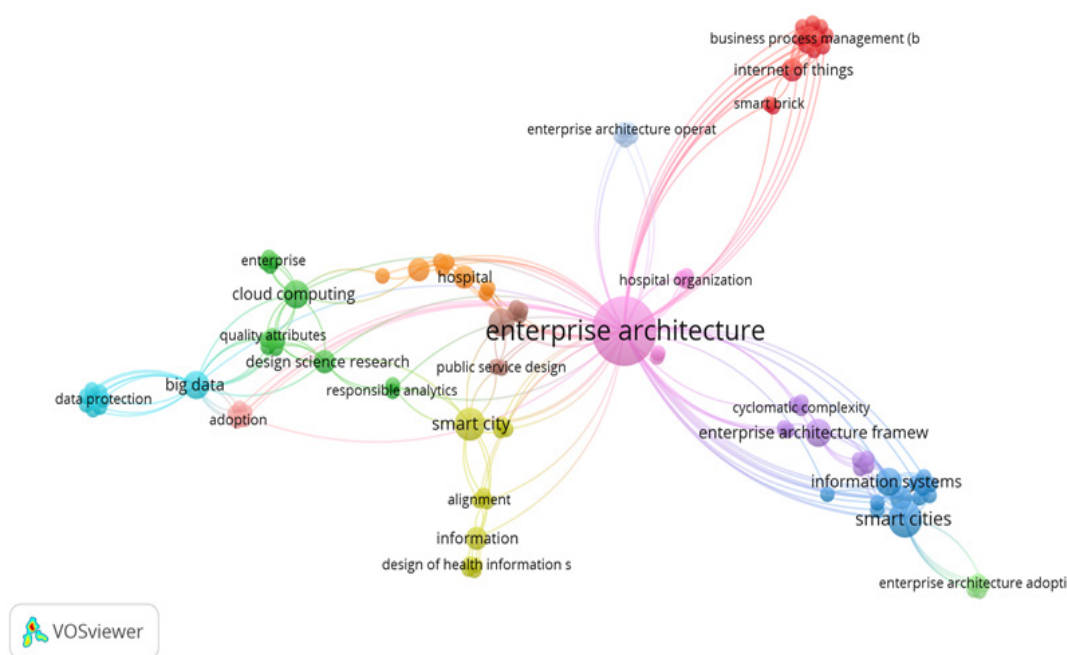 business process management (b
internet of things
smart brick
enterprise architecture operat
enterprise
hospital
hospital organization
cloud computing
enterprise architecture
quality attributes
design science research
public service design
big data
responsible analytics
data protection
adoption
smart city
cyclomatic complexity
enterprise architecture framew
information systems
alignment
smart cities
information
design of health information s
enterprise architecture adopti
VOSviewer